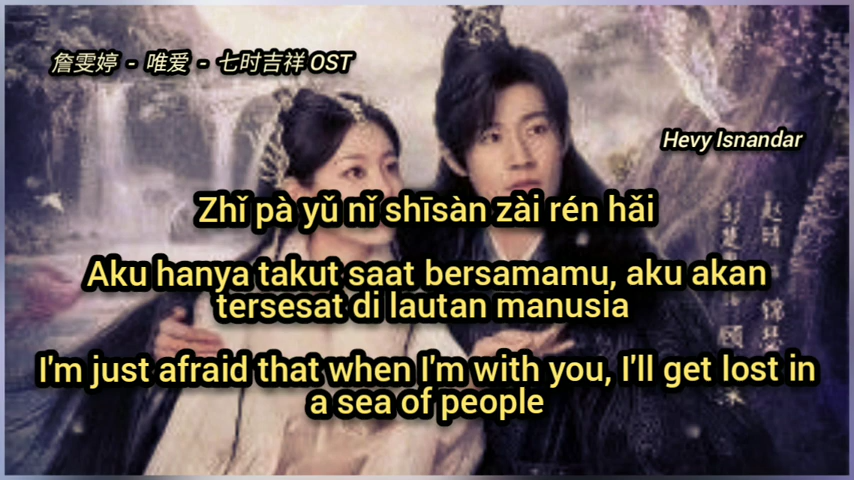 詹雯婷 - 唯爱 - 七时吉祥 OST
Hevy Isnandar
Zhǐ pà yǔ nǐ shīsàn zài rén hǎi
Aku hanya takut saat bersamamu, aku akan
tersesat di lautan manusia
I'm just afraid that when I'm with you, I'll get lost in
a sea of people
赵晴